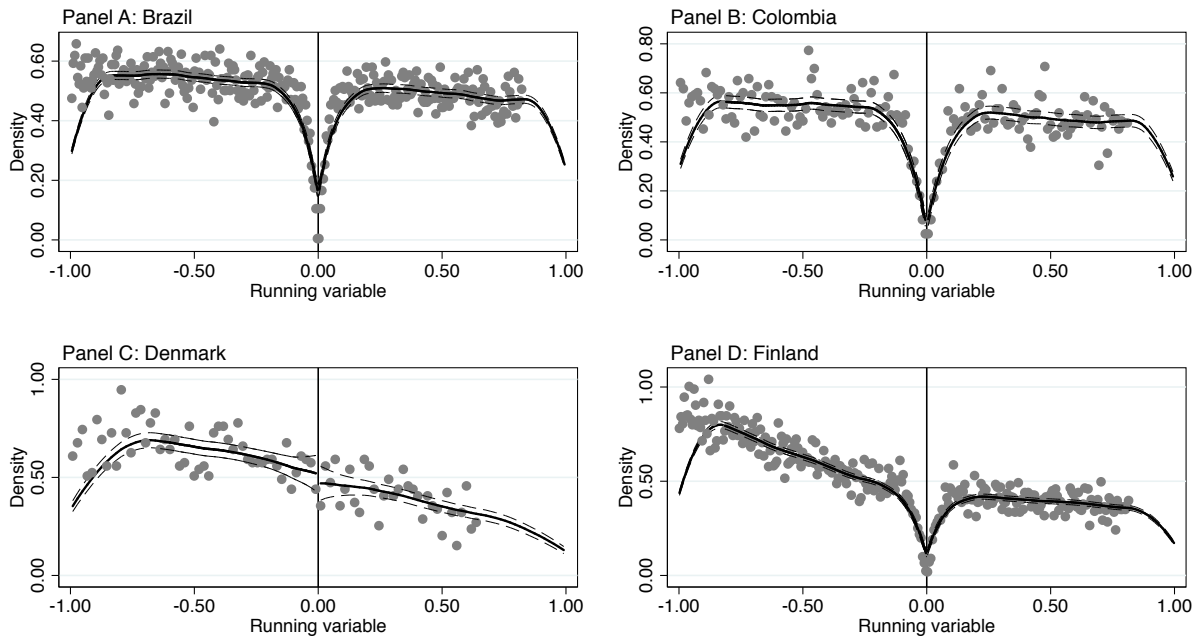 Panel A: Brazil
Density
0.60
0.40
0.20
0.00
-1.00 -0.50 0.00 0.50 1.00
Running variable
Panel B: Colombia
Density
0.80
0.60
0.40
0.20
0.00
-1.00 -0.50 0.00 0.50 1.00
Running variable
Panel C: Denmark
Density
1.00
0.50
0.00
-1.00 -0.50 0.00 0.50 1.00
Running variable
Panel D: Finland
Density
1.00
0.50
0.00
-1.00 -0.50 0.00 0.50 1.00
Running variable